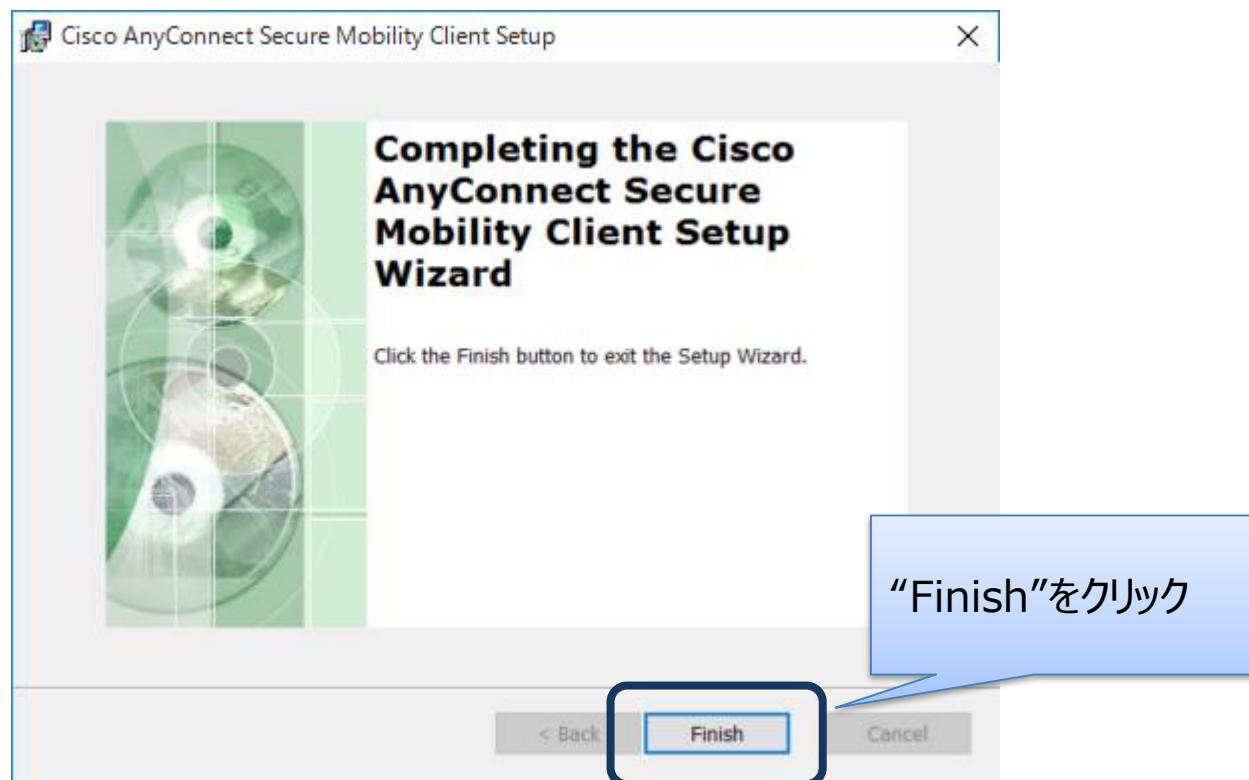 Cisco AnyConnect Secure Mobility Client Setup
Completing the Cisco
AnyConnect Secure
Mobility Client Setup
Wizard
Click the Finish button to exit the Setup Wizard.
“Finish”をクリック
< Back
Finish
Cancel